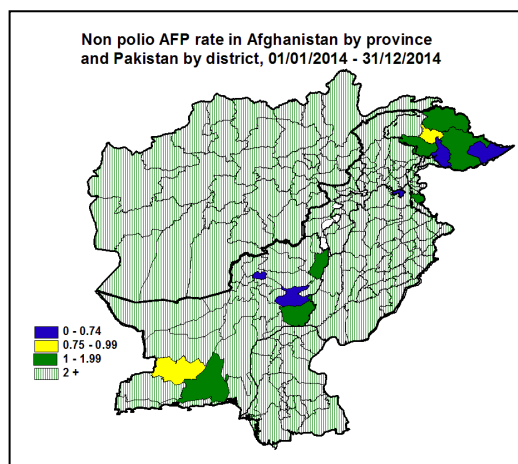 Non polio AFP rate in Afghanistan by province
and Pakistan by district, 01/01/2014 - 31/12/2014
0 - 0.74
0.75 - 0.99
1 - 1.99
2 +